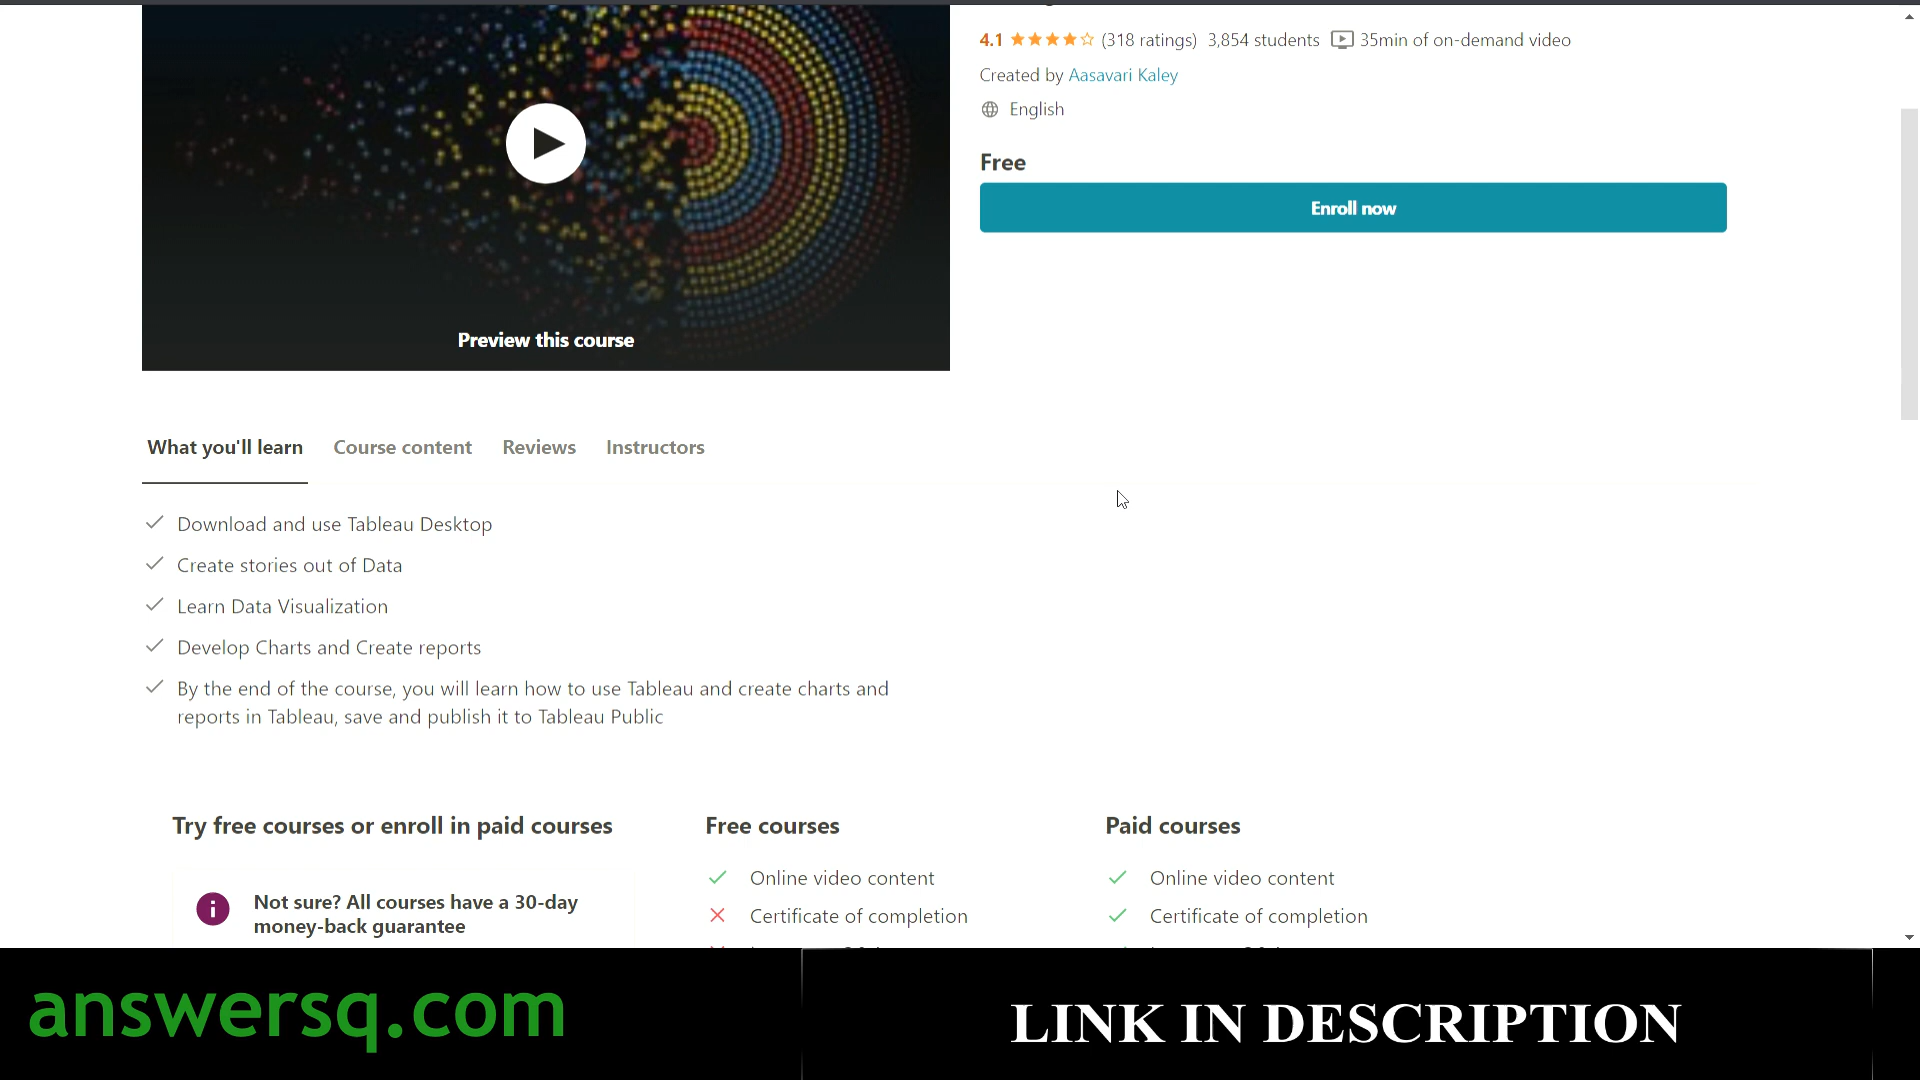 4.1 (318 ratings) 3,854 students 35min of on-demand video
Created by Aasavari Kaley
English
Free
Enroll now
Preview this course
What you'll learn Course content Reviews Instructors
Download and use Tableau Desktop
Create stories out of Data
Learn Data Visualization
Develop Charts and Create reports
By the end of the course, you will learn how to use Tableau and create charts and
reports in Tableau, save and publish it to Tableau Public
Try free courses or enroll in paid courses
Not sure? All courses have a 30-day
money-back guarantee
Free courses
Online video content
Certificate of completion
Paid courses
Online video content
Certificate of completion
answersq.com
LINK IN DESCRIPTION